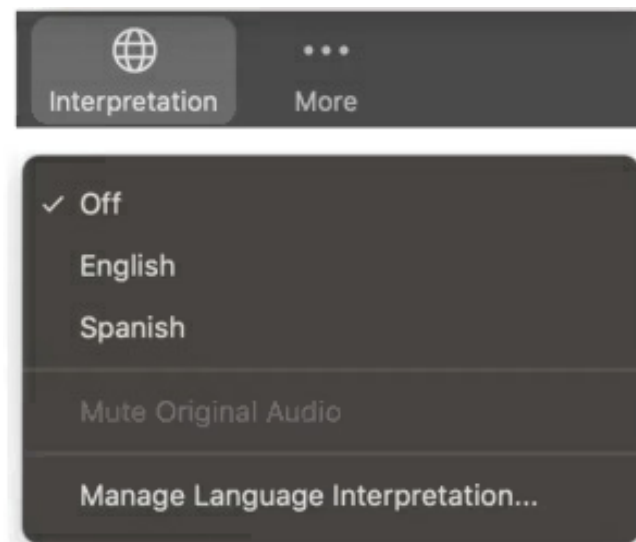 Interpretation
More
Off
English
Spanish
Mute Original Audio
Manage Language Interpretation...